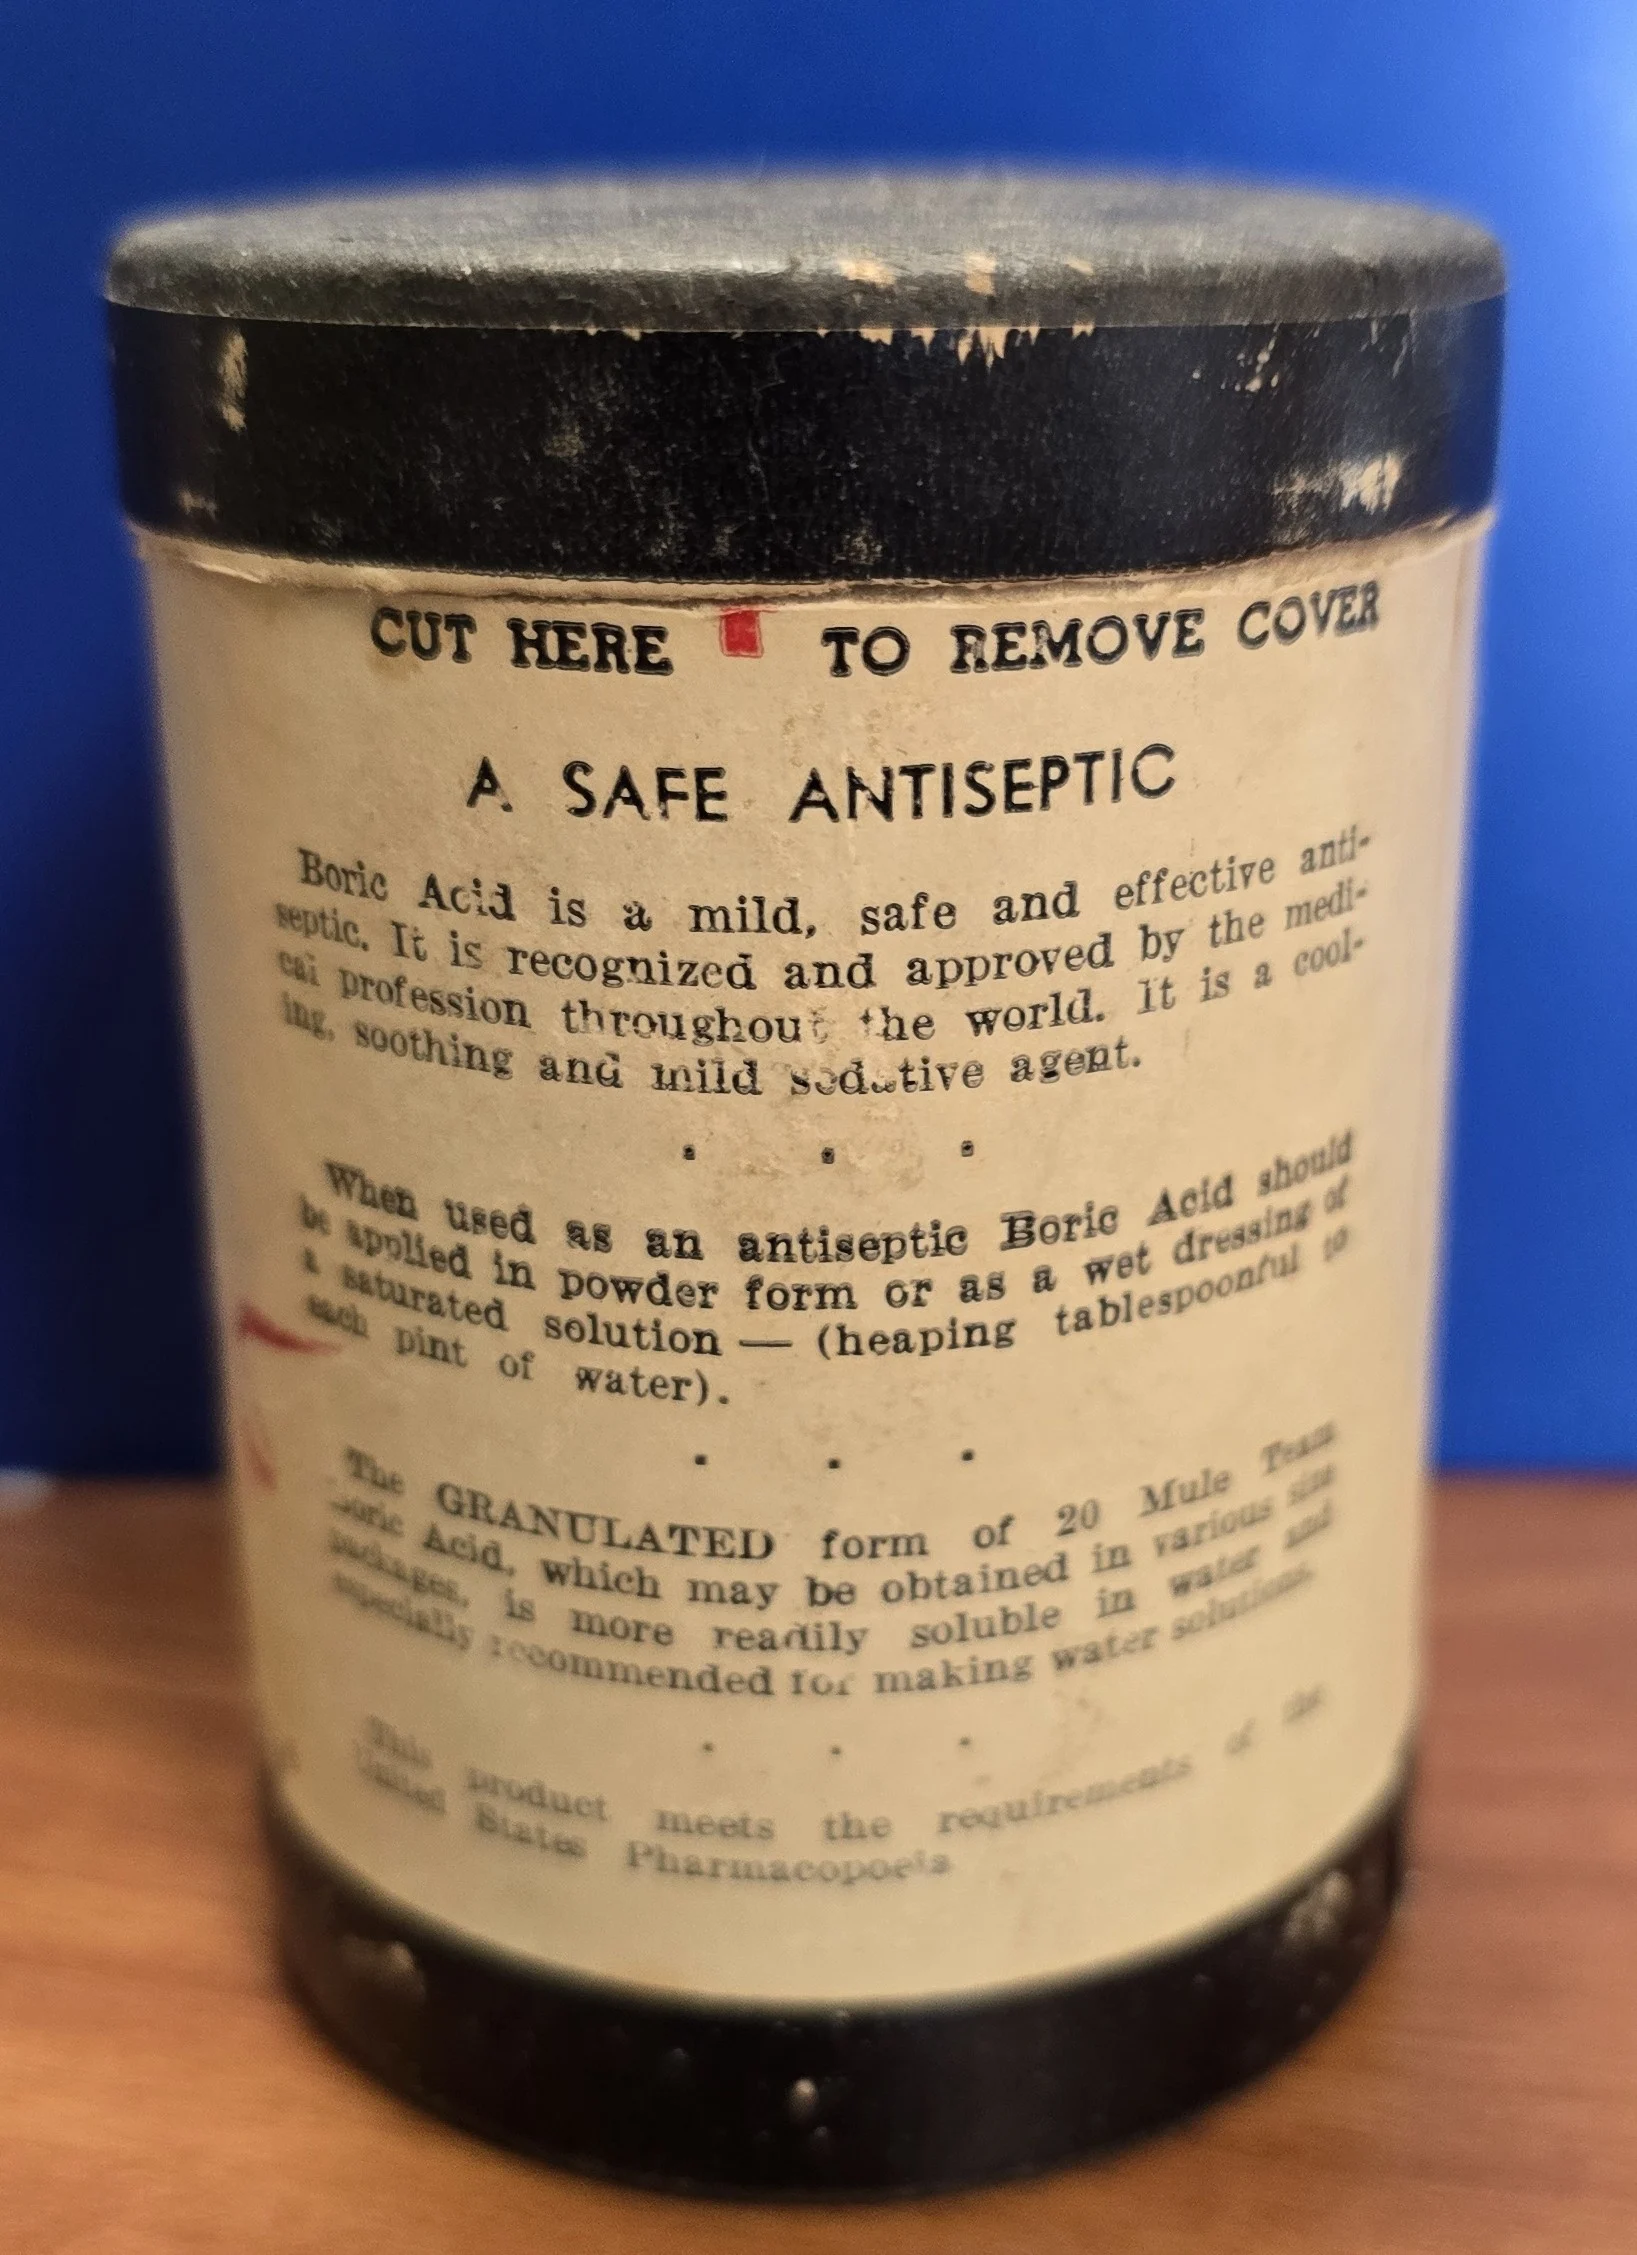 CUT HERE TO REMOVE COVER
A SAFE ANTISEPTIC
Boric Acid is a mild, safe and effective anti-
septic. It is recognized and approved by the medi-
cal profession throughout the world. It is a cool-
ing, soothing and mild sedative agent.
When used as an antiseptic Boric Acid should
be applied in powder form or as a wet dressing of
a saturated solution — (heaping tablespoonful to
each pint of water).
The GRANULATED form of 20 Mule Team
Boric Acid, which may be obtained in various size
packages, is more readily soluble in water and
especially recommended for making water solutions.
This product meets the requirements of the
United States Pharmacopoeia